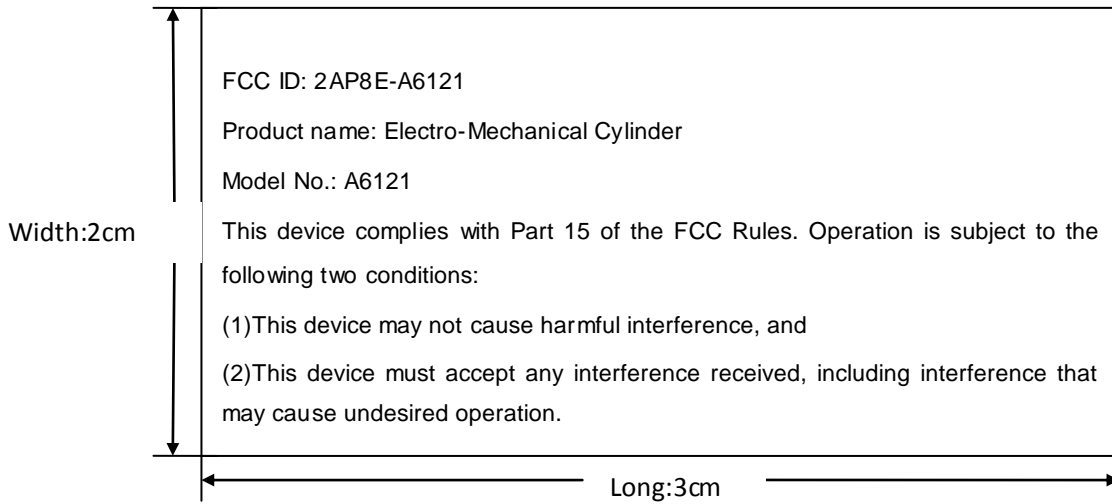 FCC ID: 2AP8E-A6121
Product name: Electro-Mechanical Cylinder
Model No.: A6121
Width:2cm
This device complies with Part 15 of the FCC Rules. Operation is subject to the
following two conditions:
(1)This device may not cause harmful interference, and
(2)This device must accept any interference received, including interference that
may cause undesired operation.
Long:3cm